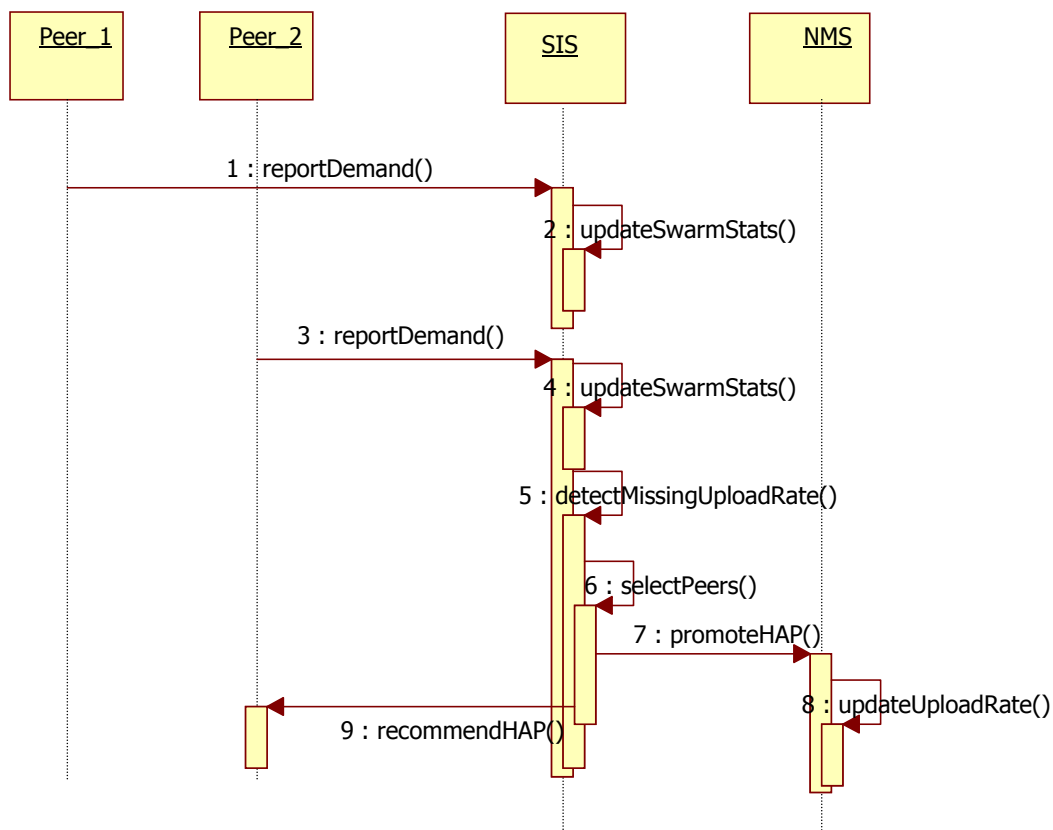 Peer_1
Peer_2
SIS
NMS
1 : reportDemand()
2 : updateSwarmStats()
3 : reportDemand()
4 : updateSwarmStats()
5 : detectMissingUploadRate()
6 : selectPeers()
7 : promoteHAP()
8 : updateUploadRate()
9 : recommendHAP()